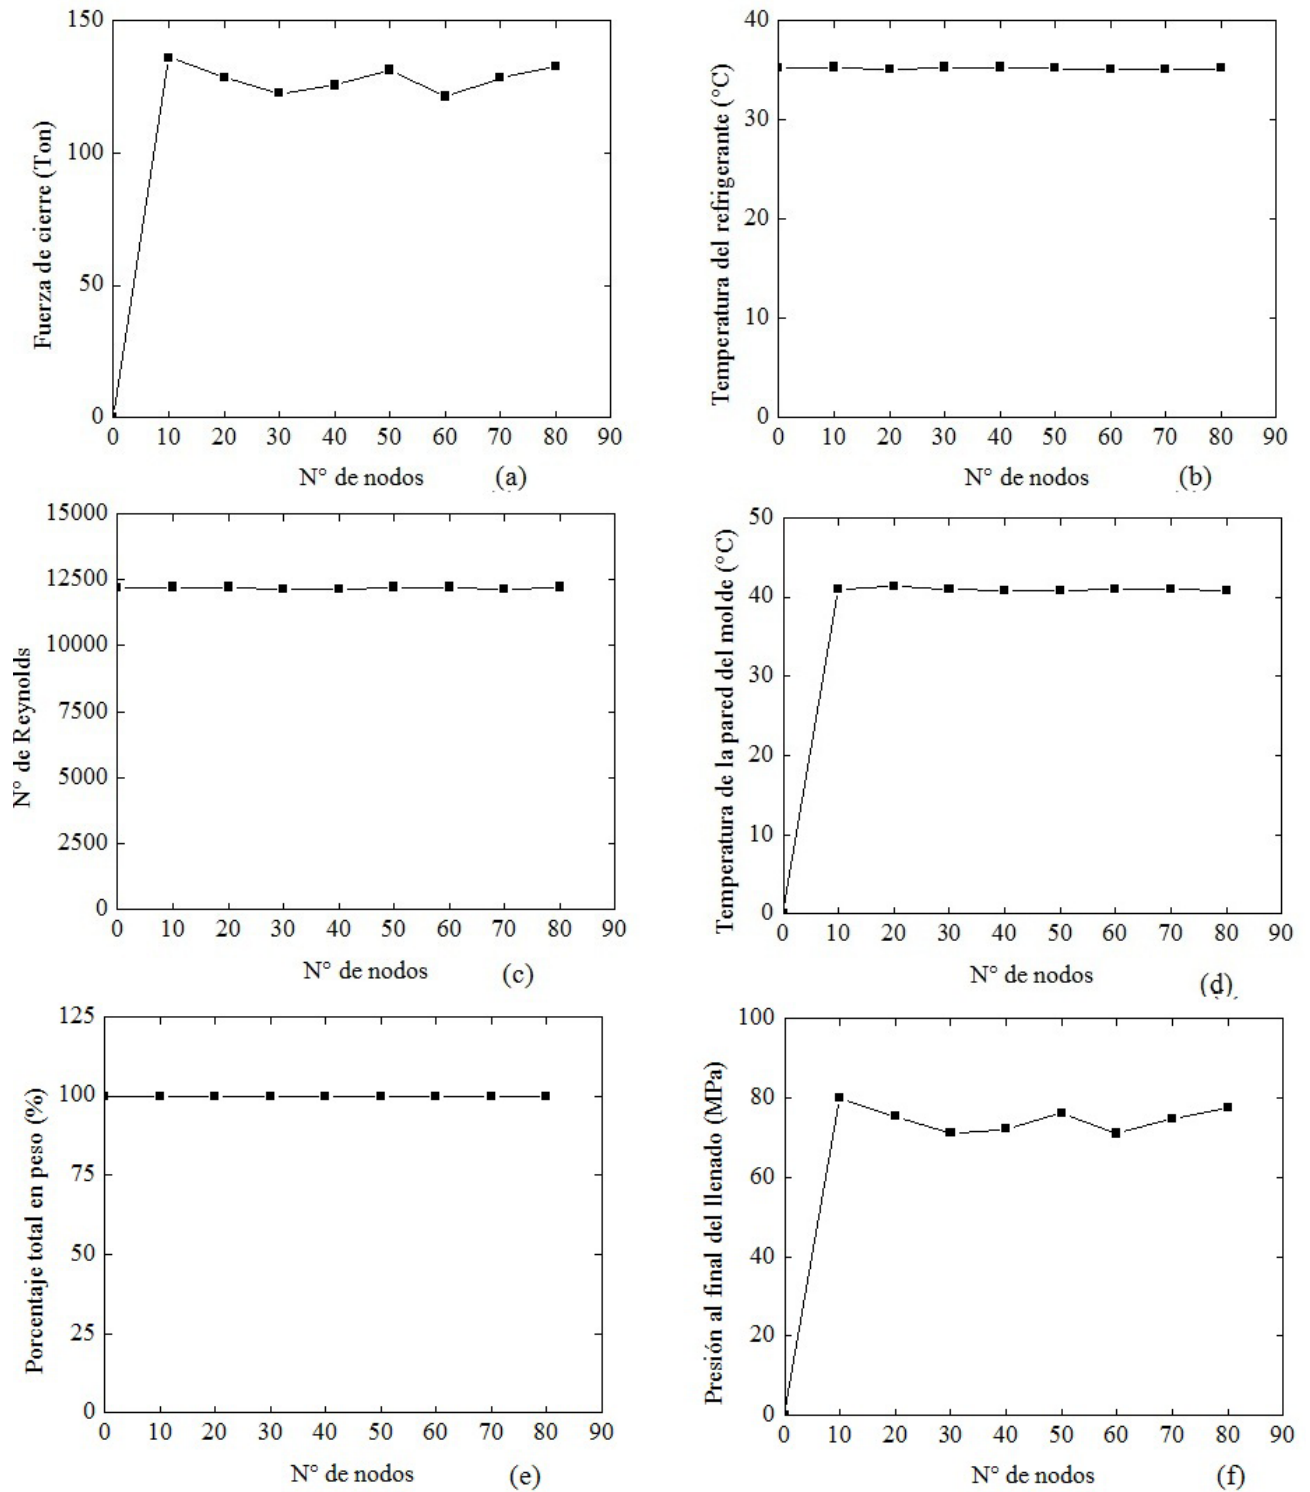 150
100
50
0
0 10 20 30 40 50 60 70 80 90
Fuerza de cierre (Ton)
N° de nodos (a)
40
30
20
10
0
0 10 20 30 40 50 60 70 80 90
Temperatura del refrigerante (°C)
N° de nodos (b)
15000
12500
10000
7500
5000
2500
0
0 10 20 30 40 50 60 70 80 90
N° de Reynolds
N° de nodos (c)
50
40
30
20
10
0
0 10 20 30 40 50 60 70 80 90
Temperatura de la pared del molde (°C)
N° de nodos (d)
125
100
75
50
25
0
0 10 20 30 40 50 60 70 80 90
Porcentaje total en peso (%)
N° de nodos (e)
100
80
60
40
20
0
0 10 20 30 40 50 60 70 80 90
Presión al final del llenado (MPa)
N° de nodos (f)